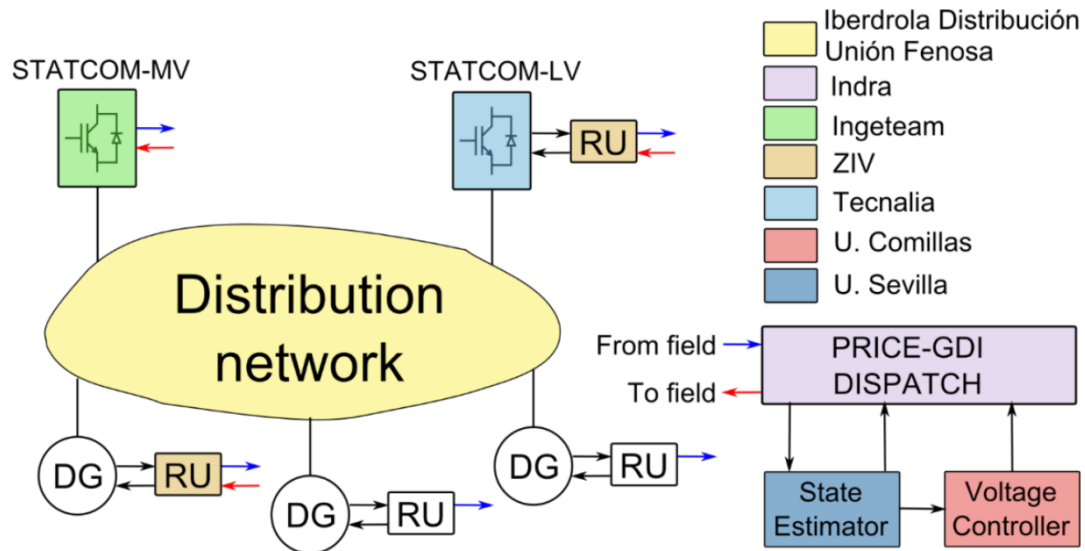 STATCOM-MV
STATCOM-LV
RU
Distribution
network
DG
RU
DG
RU
DG
RU
Iberdrola Distribución
Unión Fenosa
Indra
Ingeteam
ZIV
Tecnalia
U. Comillas
U. Sevilla
From field
To field
PRICE-GDI
DISPATCH
State
Estimator
Voltage
Controller